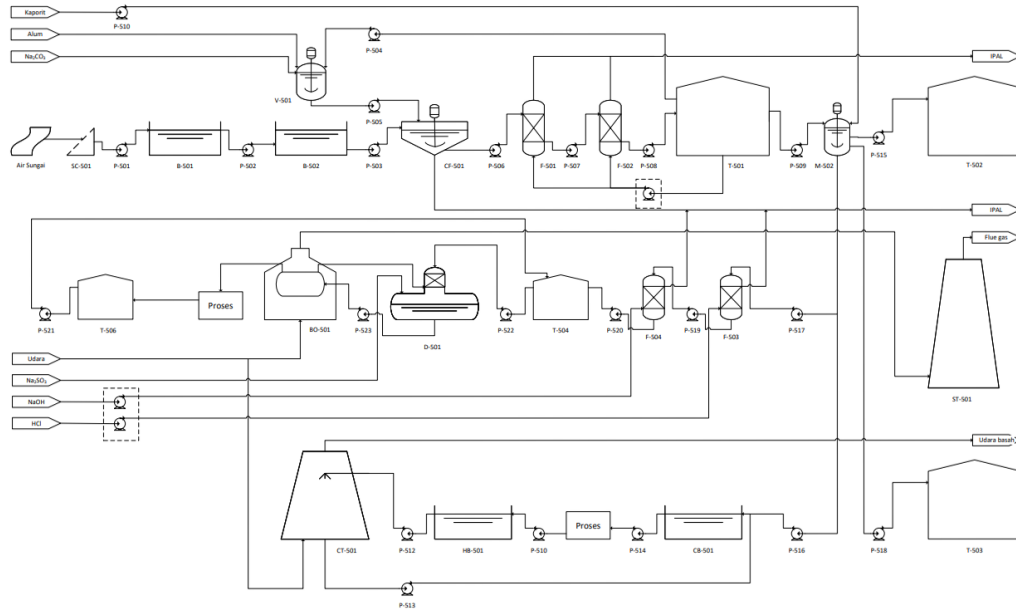 Kaporit
P-510
Alum
P-504
Na₂CO₃
IPAL
V-501
P-505
Air Sungai
SC-501
P-501
B-501
P-502
B-502
P-503
CF-501
P-506
F-501
P-507
F-502
P-508
T-501
P-509
M-502
P-515
T-502
IPAL
Flue gas
P-521
T-506
Proses
BO-501
P-523
D-501
P-522
T-504
P-520
F-504
P-519
F-503
P-517
ST-501
Udara
Na₂SO₃
NaOH
HCl
Udara basah
CT-501
P-512
HB-501
P-510
Proses
P-514
CB-501
P-516
P-518
T-503
P-513